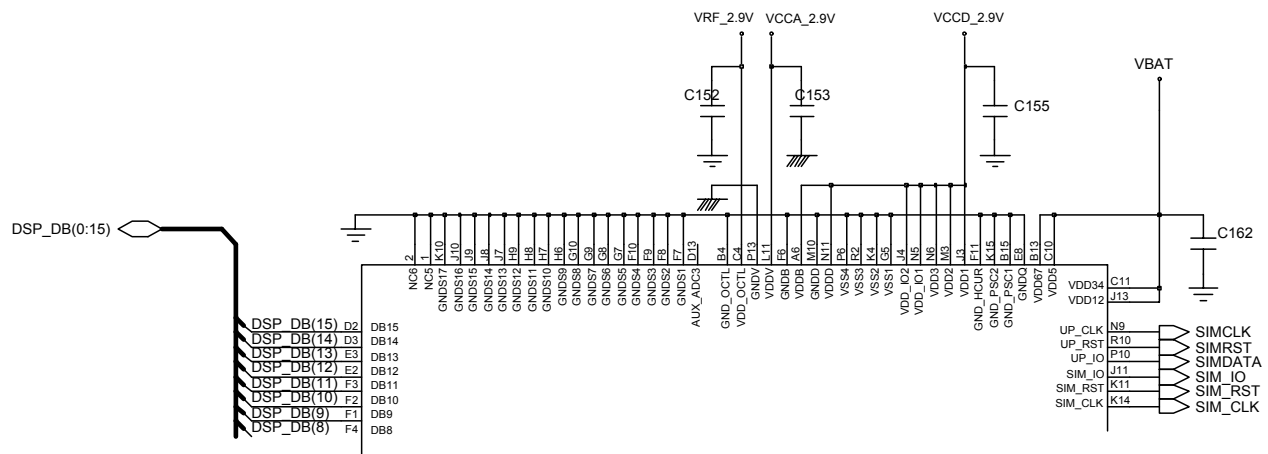 VRF_2.9V
VCCA_2.9V
VCCD_2.9V
VBAT
C152
C153
C155
C162
DSP_DB(0:15)
2 NC6
1 NC5
K10 GNDS17
J10 GNDS16
J9 GNDS15
J8 GNDS14
J7 GNDS13
H9 GNDS12
H8 GNDS11
H7 GNDS10
H6 GNDS9
G10 GNDS8
G9 GNDS7
G8 GNDS6
G7 GNDS5
F10 GNDS4
F9 GNDS3
F8 GNDS2
F7 GNDS1
D13 AUX_ADC3
B4 GND_OCTL
C4 VDD_OCTL
P13 GNDV
L11 VDDV
F6 GNDB
A6 VDDB
M10 GNDD
N11 VDDD
P6 VSS4
R2 VSS3
K4 VSS2
G5 VSS1
J4 VDD_IO2
N5 VDD_IO1
N6 VDD3
M3 VDD2
J3 VDD1
F11 GND_HCUR
K15 GND_PSC2
B15 GND_PSC1
E8 GNDQ
B13 VDD67
C10 VDD5
VDD34 C11
VDD12 J13
DSP_DB(15) D2 DB15
DSP_DB(14) D3 DB14
DSP_DB(13) E3 DB13
DSP_DB(12) E2 DB12
DSP_DB(11) F3 DB11
DSP_DB(10) F2 DB10
DSP_DB(9) F1 DB9
DSP_DB(8) F4 DB8
UP_CLK N9 SIMCLK
UP_RST R10 SIMRST
UP_IO P10 SIMDATA
SIM_IO J11 SIM_IO
SIM_RST K11 SIM_RST
SIM_CLK K14 SIM_CLK